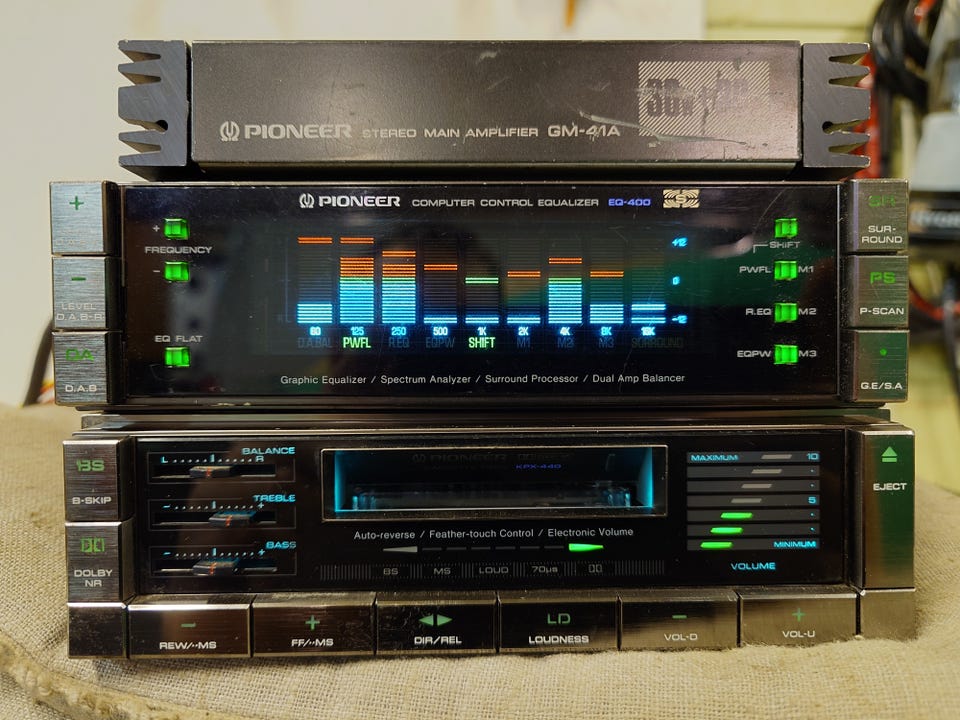 PIONEER STEREO MAIN AMPLIFIER GM-41A
PIONEER COMPUTER CONTROL EQUALIZER EQ-400 S
+
-
LEVEL
D.A.B-R
DA
D.A.B
+
FREQUENCY
-
EQ FLAT
+12
0
-12
60 125 250 500 1K 2K 4K 8K 16K
D.A.BAL PWFL R.EQ EQPW SHIFT M1 M2 M3 SURROUND
Graphic Equalizer / Spectrum Analyzer / Surround Processor / Dual Amp Balancer
SHIFT
PWFL M1
R.EQ M2
EQPW M3
SR
SUR-
ROUND
PS
P-SCAN
G.E/S.A
BS
B-SKIP
DOLBY
NR
BALANCE
L R
TREBLE
- +
BASS
- +
PIONEER
KPX-440
Auto-reverse / Feather-touch Control / Electronic Volume
BS MS LOUD 70μs
MAXIMUM 10
5
MINIMUM
VOLUME
EJECT
-
REW/··MS
+
FF/··MS
DIR/REL
LD
LOUDNESS
-
VOL-D
+
VOL-U